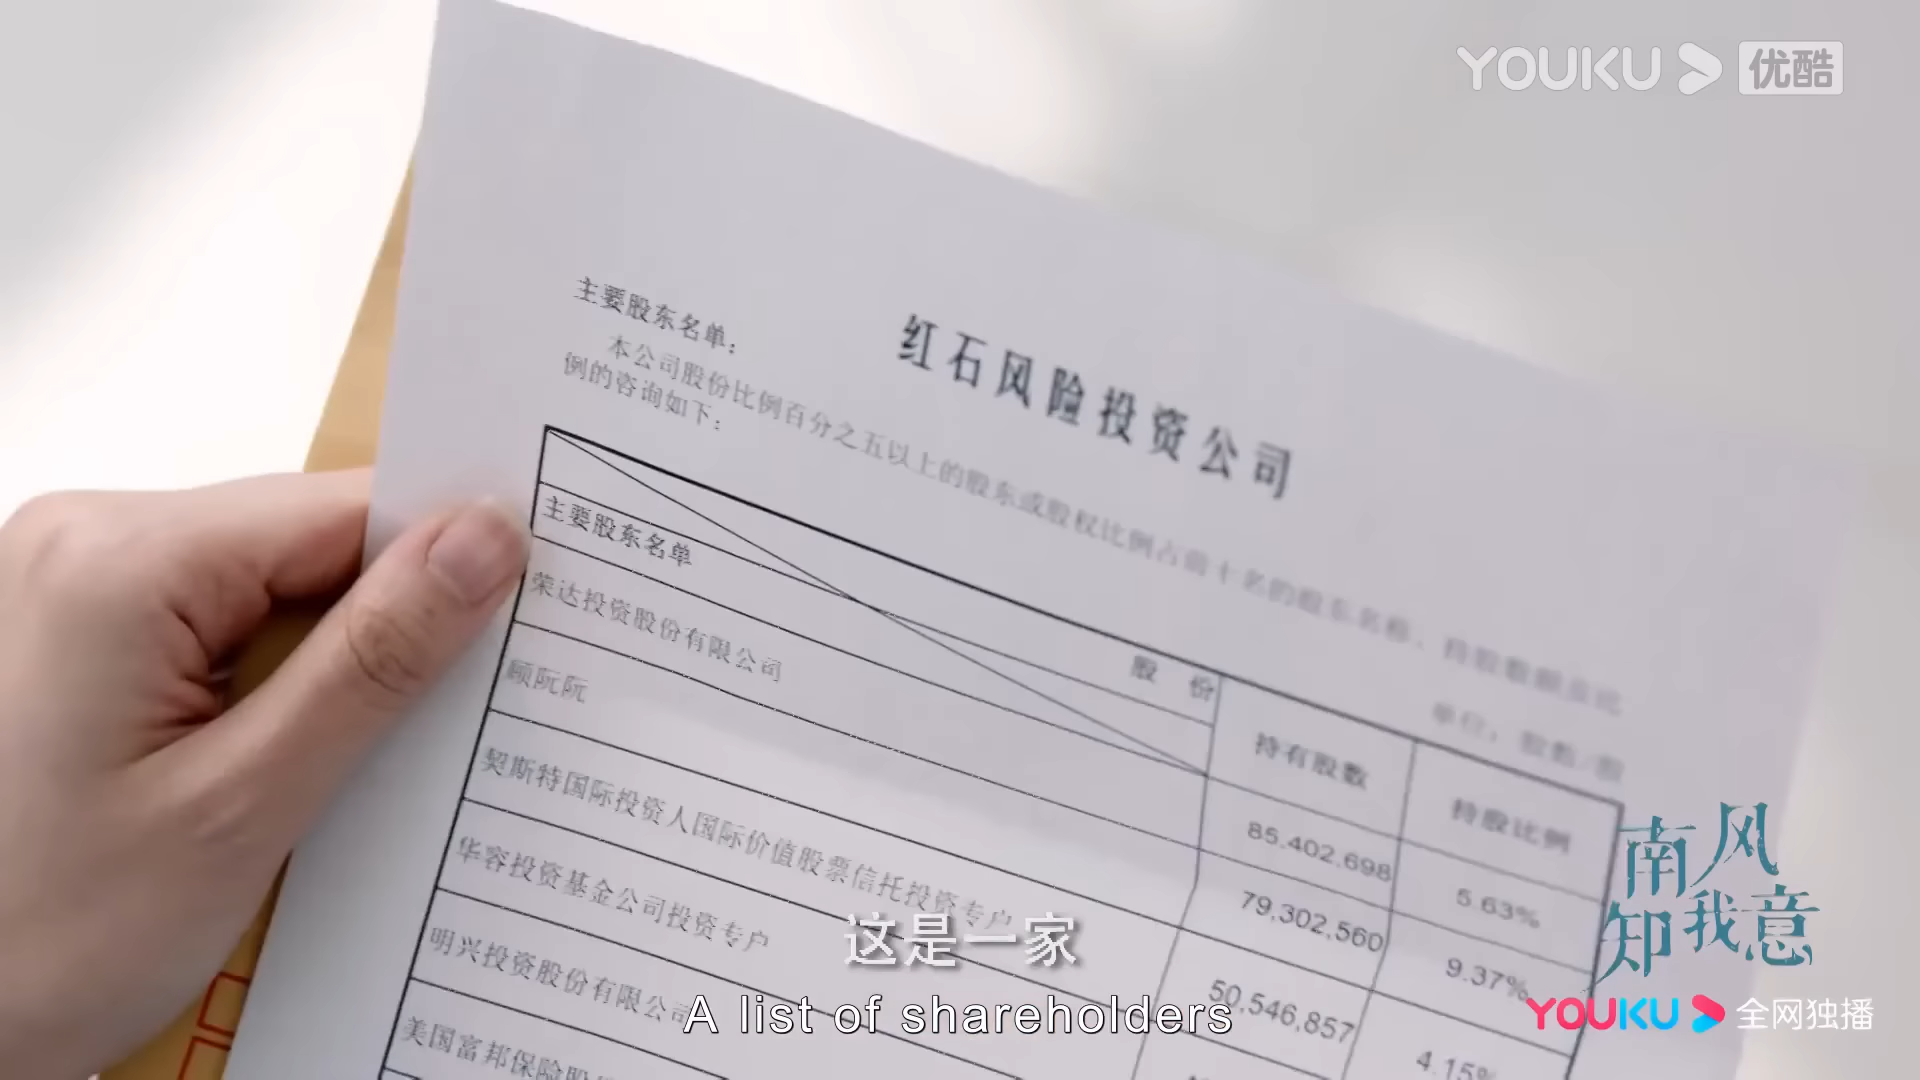 YOUKU 优酷
红石风险投资公司
主要股东名单：
本公司股份比例百分之五以上的股东或股权比例占前十名的股东名称、持股数额及比
例的咨询如下：
单位：股数/股
股 份
持有股数
持股比例
主要股东名单
荣达投资股份有限公司
85,402,698
5.63%
顾阮阮
79,302,560
9.37%
契斯特国际投资人国际价值股票信托投资专户
50,546,857
4.15%
华容投资基金公司投资专户
明兴投资股份有限公司
美国富邦保险股
这是一家
A list of shareholders
南风知我意
YOUKU 全网独播